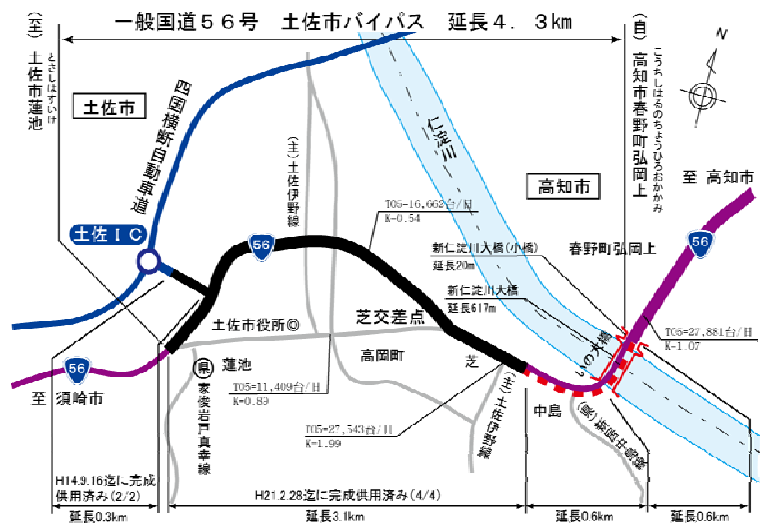 一般国道５６号　土佐市バイパス　延長４．３km
(至)土佐市蓮池
とさしはすいけ
(自)高知市春野町弘岡上
こうちしはるのちょうひろおかかみ
N
土佐市
四国横断自動車道
(主)土佐伊野線
仁淀川
高知市
至 高知市
土佐ＩＣ
56
56
T05=16,662台/日
K=0.54
新仁淀川大橋(小橋)
延長20m
春野町弘岡上
新仁淀川大橋
延長617m
土佐市役所◎
芝交差点
T05=27,881台/日
K=1.07
仁の大橋
56
至 須崎市
県
蓮池
家俊岩戸真幸線
高岡町
芝
T05=11,409台/日
K=0.89
T05=27,543台/日
K=1.99
(主)土佐伊野線
中島
H14.9.16迄に完成
供用済み(2/2)
延長0.3km
H21.2.28迄に完成供用済み(4/4)
延長3.1km
延長0.6km
延長0.6km